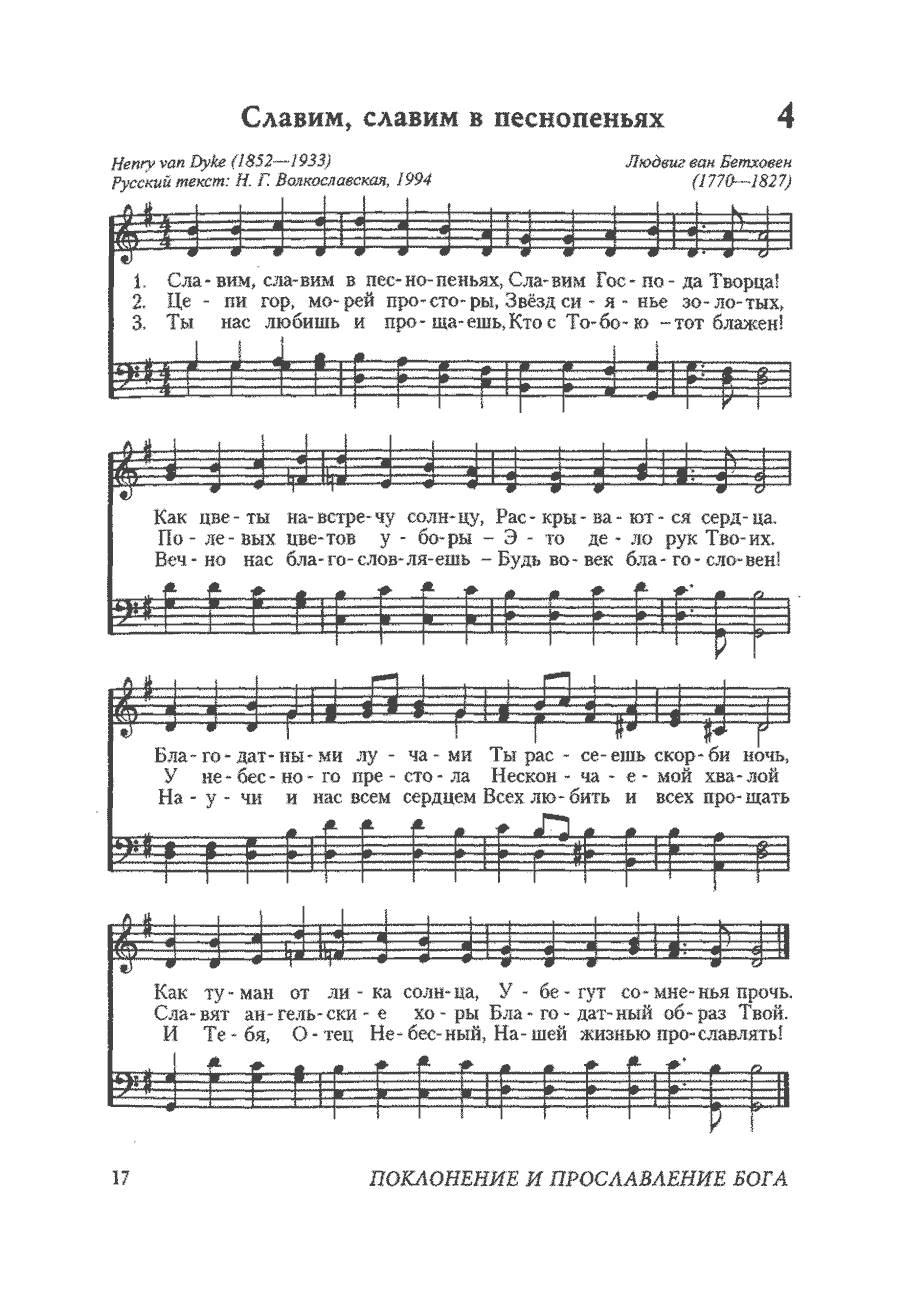 Славим, славим в песнопеньях 4
Henry van Dyke (1852—1933) Людвиг ван Бетховен
Русский текст: Н. Г. Волкославская, 1994 (1770—1827)
1. Сла-вим, сла-вим в пес-но-пеньях, Сла-вим Гос-по-да Творца!
2. Це-пи гор, мо-рей про-сто-ры, Звёзд си-я-нье зо-ло-тых,
3. Ты нас любишь и про-ща-ешь, Кто с То-бо-ю –тот блажен!
Как цве-ты на-встре-чу солн-цу, Рас-кры-ва-ют-ся серд-ца.
По-ле-вых цве-тов у-бо-ры – Э-то де-ло рук Тво-их.
Веч-но нас бла-го-слов-ля-ешь – Будь во-век бла-го-сло-вен!
Бла-го-дат-ны-ми лу-ча-ми Ты рас-се-ешь скор-би ночь,
У не-бес-но-го пре-сто-ла Нескон-ча-е-мой хва-лой
На-у-чи и нас всем сердцем Всех лю-бить и всех про-щать
Как ту-ман от ли-ка солн-ца, У-бе-гут со-мне-нья прочь.
Сла-вят ан-гель-ски-е хо-ры Бла-го-дат-ный об-раз Твой.
И Те-бя, О-тец Не-бес-ный, На-шей жизнью про-славлять!
17 ПОКЛОНЕНИЕ И ПРОСЛАВЛЕНИЕ БОГА